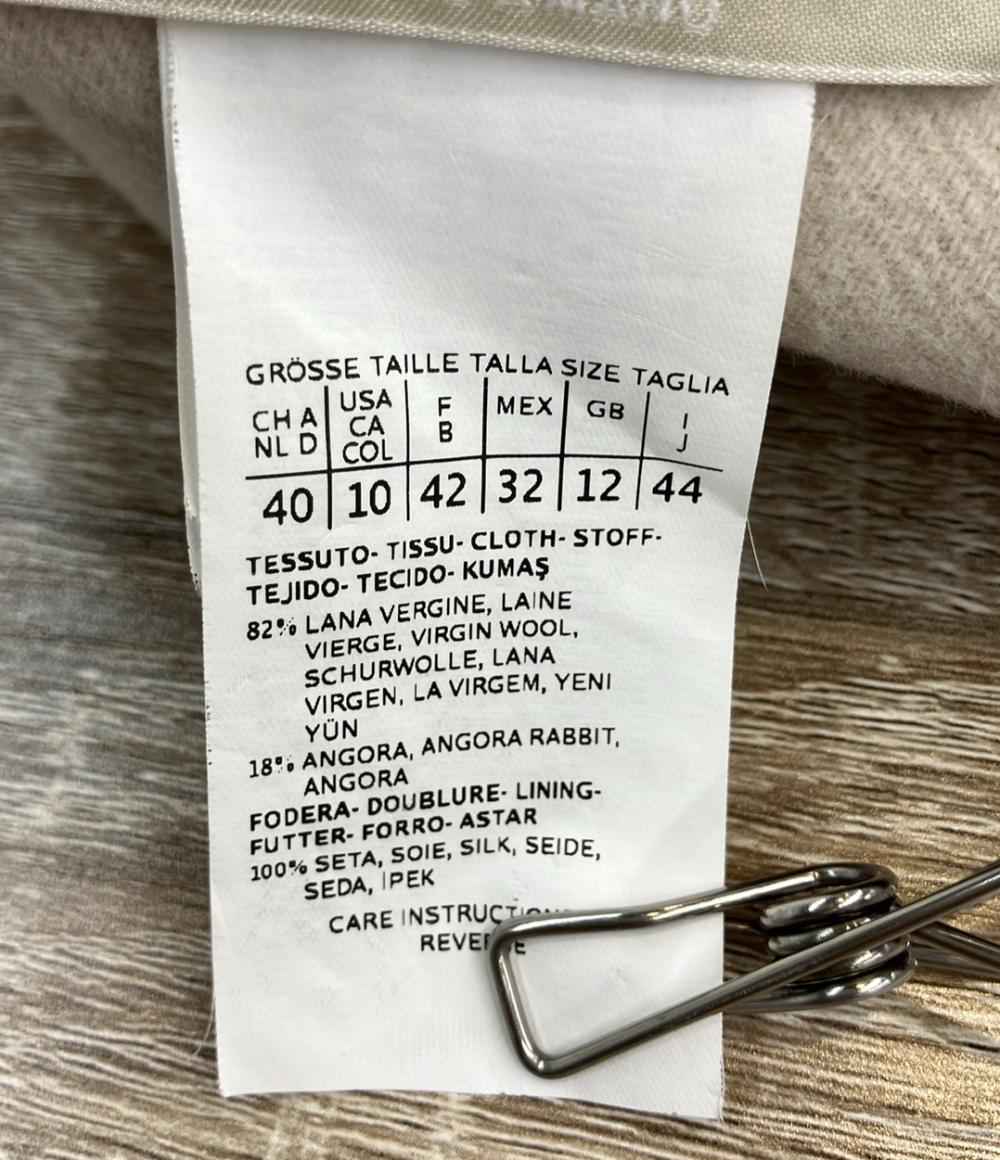 GRÖSSE TAILLE TALLA SIZE TAGLIA
CH A NL D | USA CA COL | F B | MEX | GB | I J
40 | 10 | 42 | 32 | 12 | 44
TESSUTO- TISSU- CLOTH- STOFF-
TEJIDO- TECIDO- KUMAŞ
82% LANA VERGINE, LAINE
VIERGE, VIRGIN WOOL,
SCHURWOLLE, LANA
VIRGEN, LA VIRGEM, YENI
YÜN
18% ANGORA, ANGORA RABBIT,
ANGORA
FODERA- DOUBLURE- LINING-
FUTTER- FORRO- ASTAR
100% SETA, SOIE, SILK, SEIDE,
SEDA, IPEK
CARE